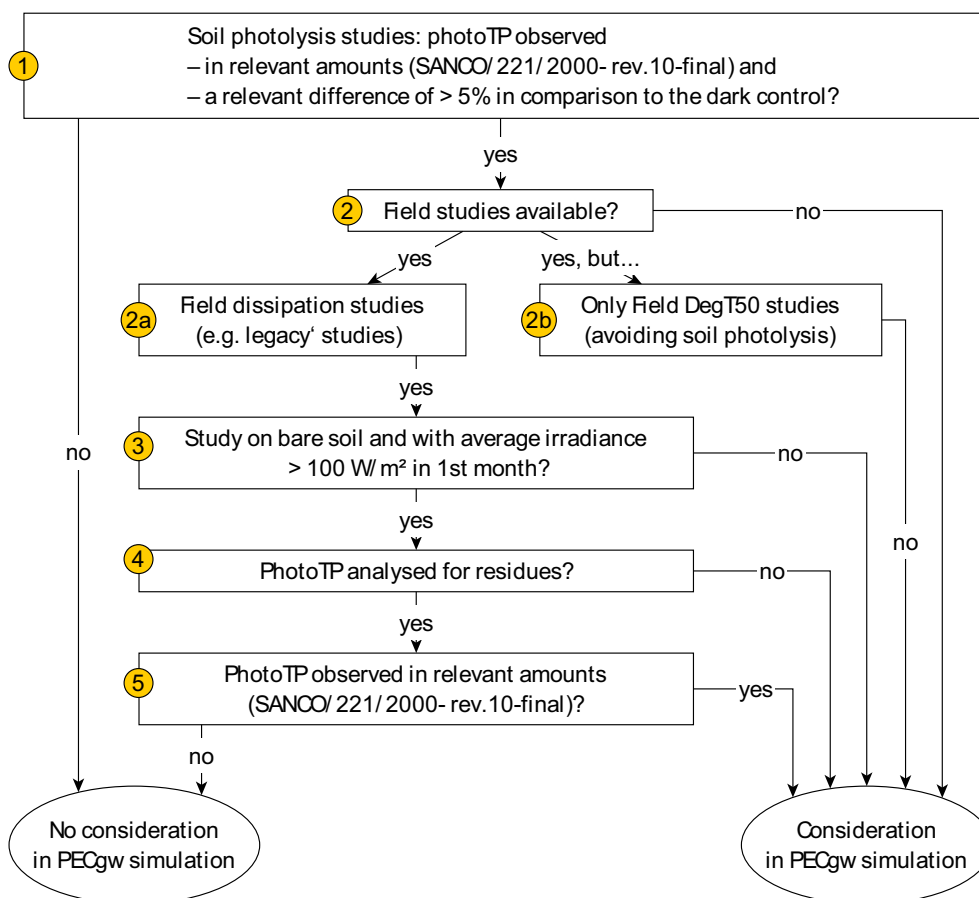 1
Soil photolysis studies: photoTP observed
– in relevant amounts (SANCO/221/2000-rev.10-final) and
– a relevant difference of > 5% in comparison to the dark control?
yes
2
Field studies available?
no
yes
yes, but...
2a
Field dissipation studies
(e.g. legacy‘ studies)
2b
Only Field DegT50 studies
(avoiding soil photolysis)
yes
3
Study on bare soil and with average irradiance
> 100 W/m² in 1st month?
no
no
yes
no
4
PhotoTP analysed for residues?
no
yes
5
PhotoTP observed in relevant amounts
(SANCO/221/2000-rev.10-final)?
yes
no
No consideration
in PECgw simulation
Consideration
in PECgw simulation